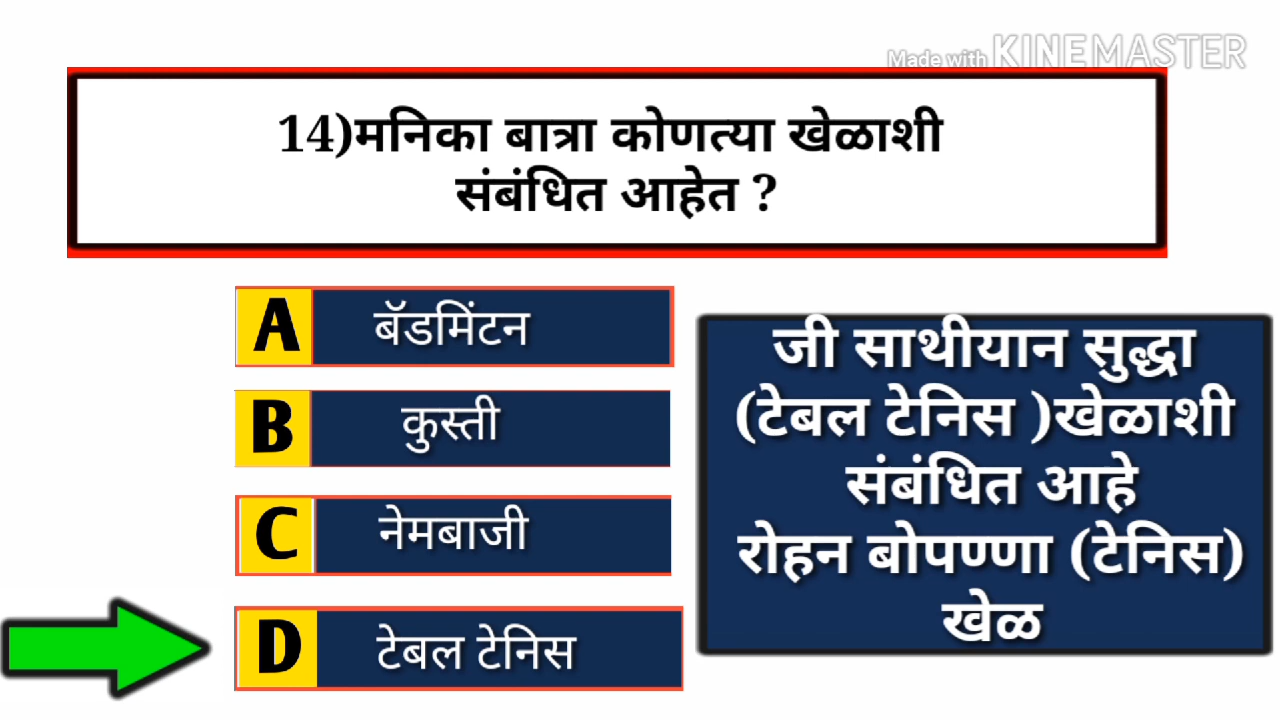 Made with KINEMASTER
14)मनिका बात्रा कोणत्या खेळाशी
संबंधित आहेत ?
A बॅडमिंटन
B कुस्ती
C नेमबाजी
D टेबल टेनिस
जी साथीयान सुद्धा
(टेबल टेनिस )खेळाशी
संबंधित आहे
रोहन बोपण्णा (टेनिस)
खेळ